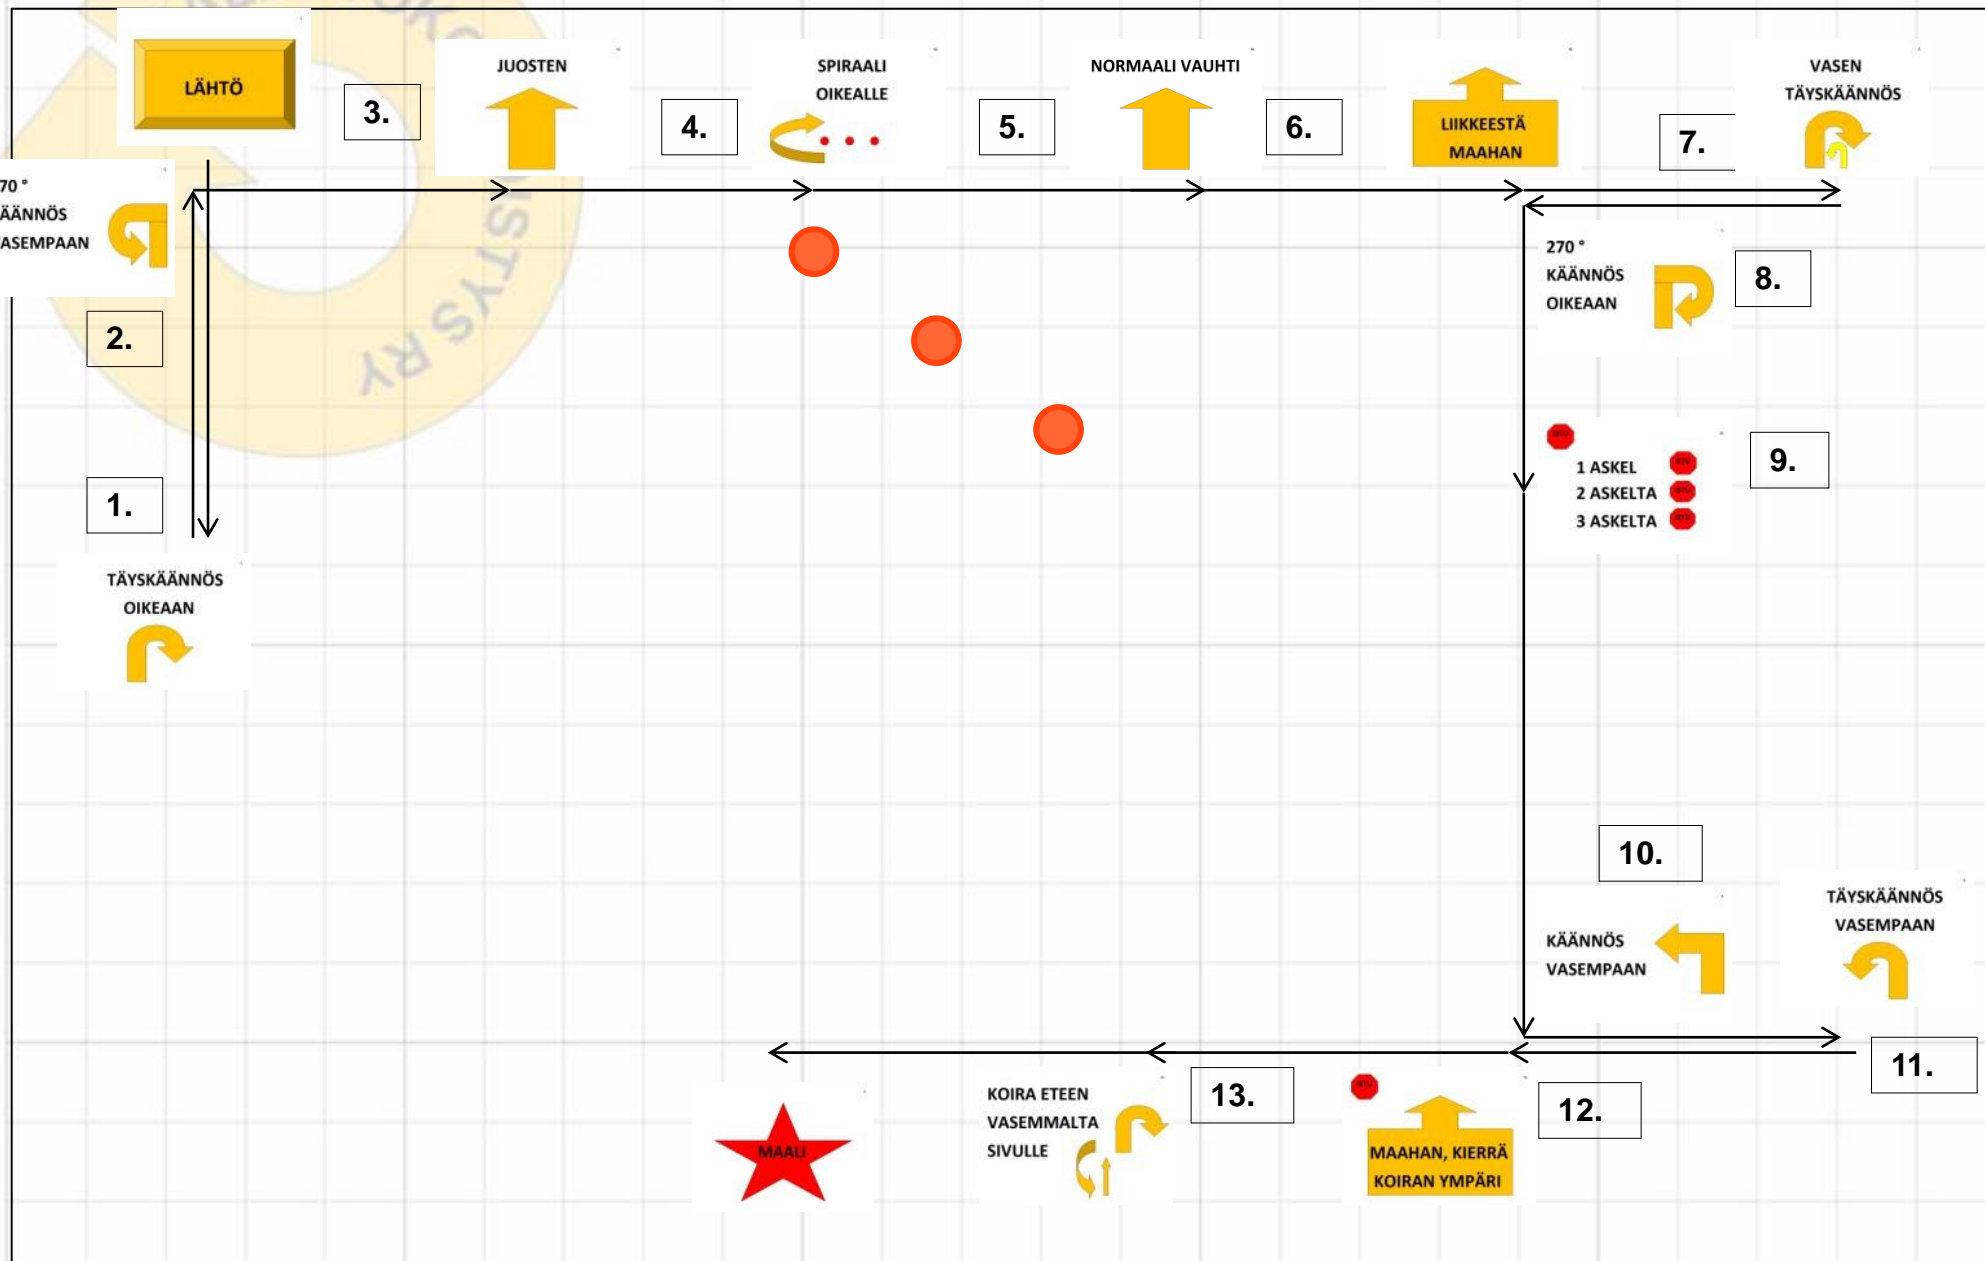 LÄHTÖ
1.
TÄYSKÄÄNNÖS
OIKEAAN
2.
70 °
ÄÄNNÖS
ASEMPAAN
3.
JUOSTEN
4.
SPIRAALI
OIKEALLE
5.
NORMAALI VAUHTI
6.
LIIKKEESTÄ
MAAHAN
7.
VASEN
TÄYSKÄÄNNÖS
8.
270 °
KÄÄNNÖS
OIKEAAN
9.
1 ASKEL
2 ASKELTA
3 ASKELTA
10.
KÄÄNNÖS
VASEMPAAN
11.
TÄYSKÄÄNNÖS
VASEMPAAN
12.
MAAHAN, KIERRÄ
KOIRAN YMPÄRI
13.
KOIRA ETEEN
VASEMMALTA
SIVULLE
MAALI
STYS RY